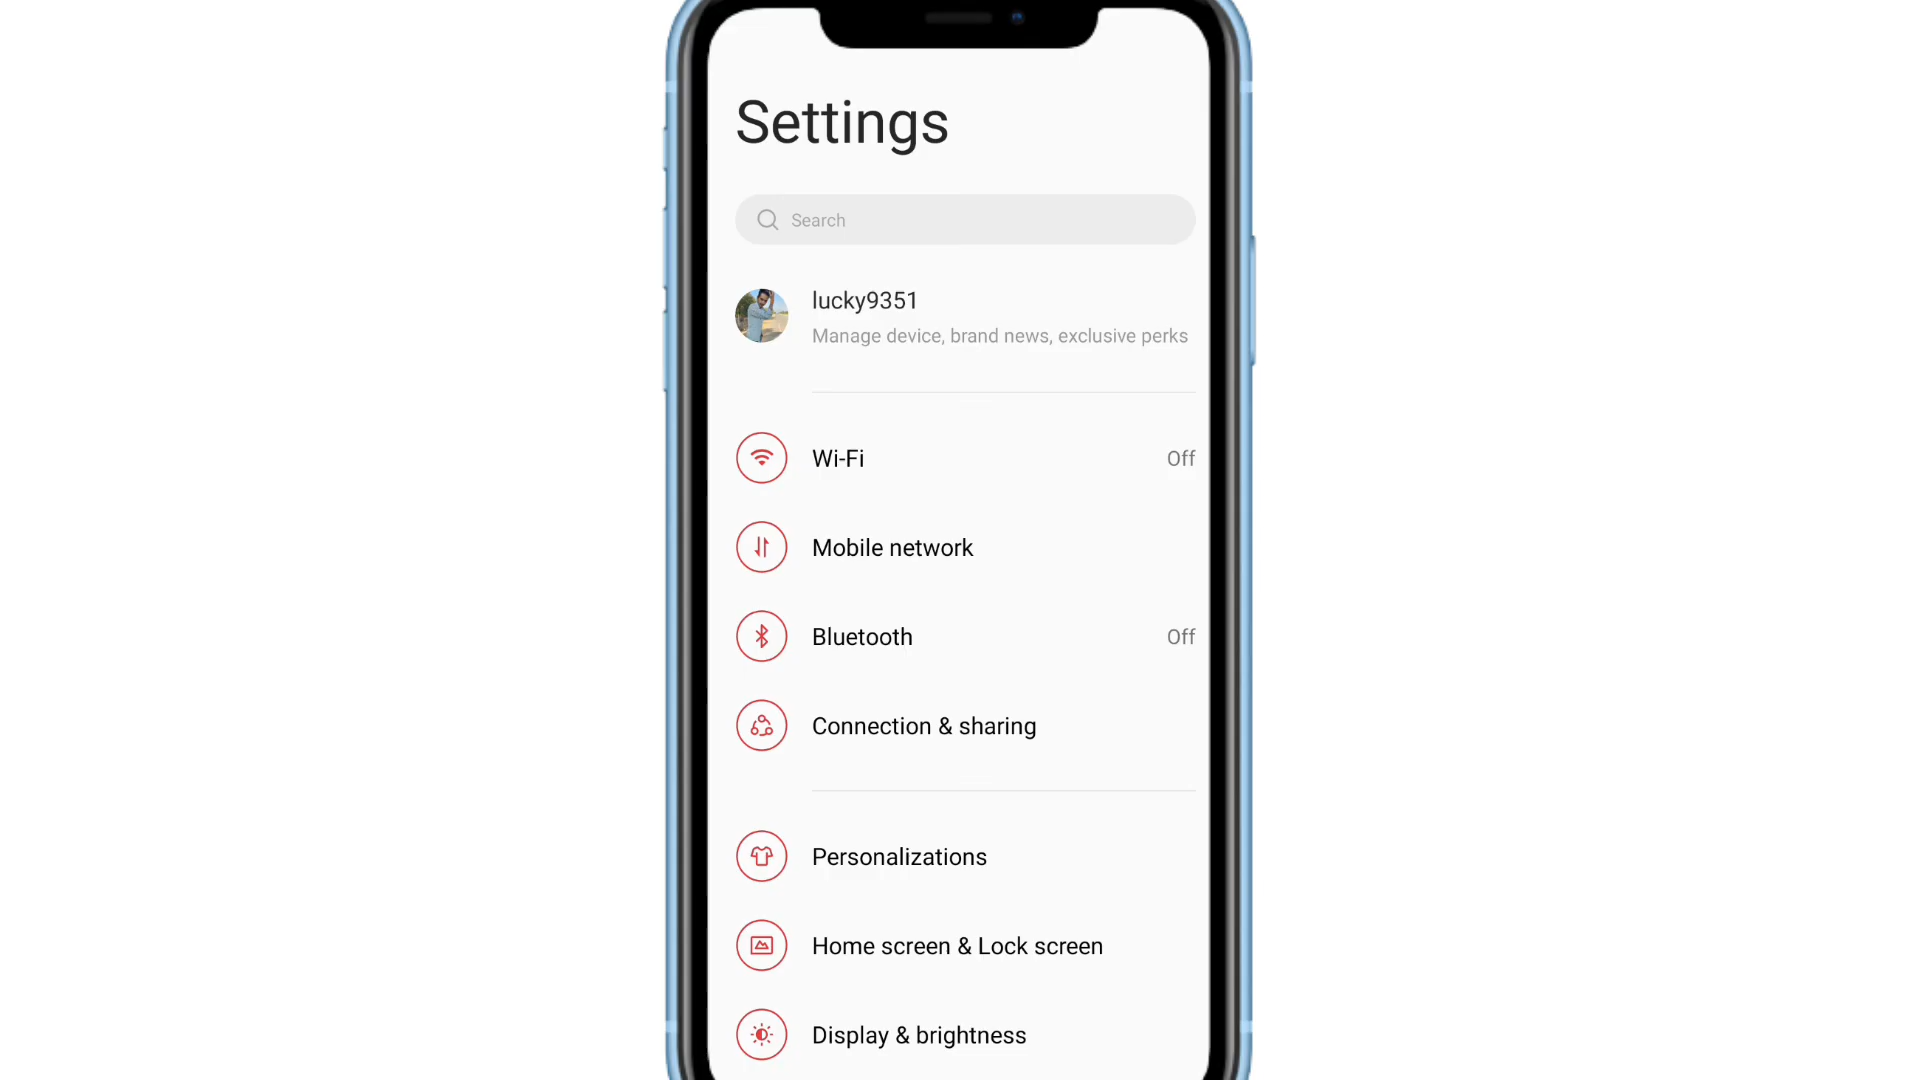 Settings
Search
lucky9351
Manage device, brand news, exclusive perks
Wi-Fi Off
Mobile network
Bluetooth Off
Connection & sharing
Personalizations
Home screen & Lock screen
Display & brightness